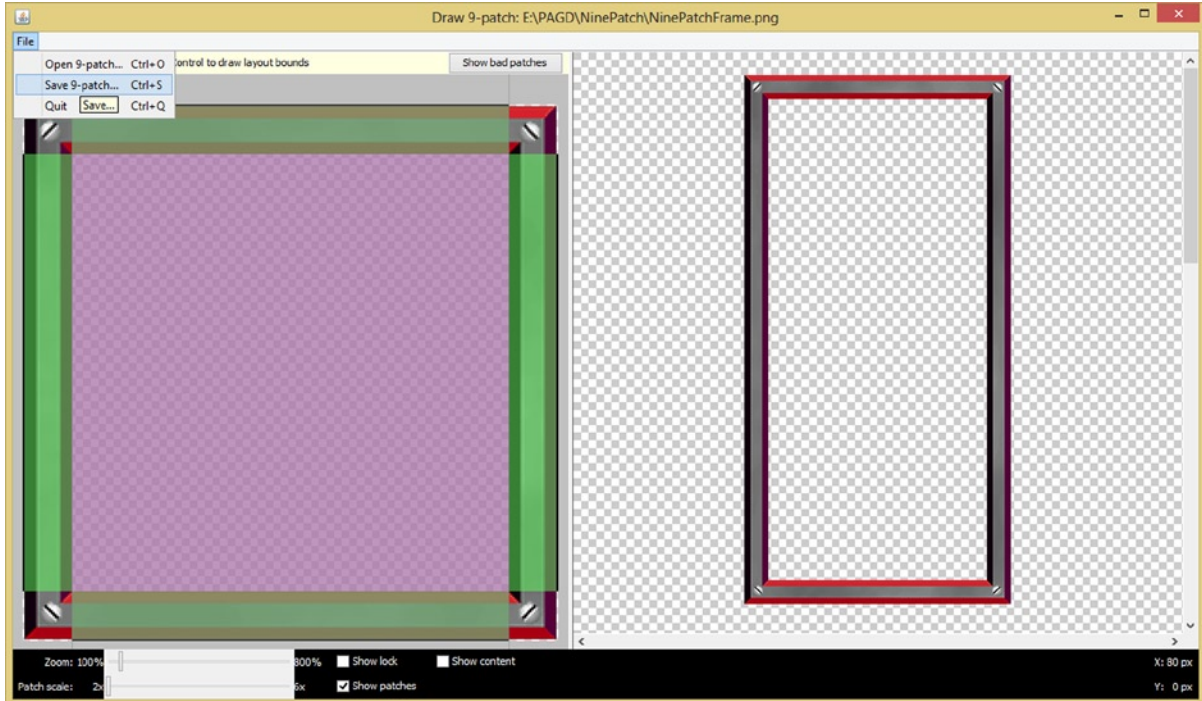 Draw 9-patch: E:\PAGD\NinePatch\NinePatchFrame.png
File
Open 9-patch... Ctrl+O
Control to draw layout bounds
Show bad patches
Save 9-patch... Ctrl+S
Quit Save... Ctrl+Q
Zoom: 100% 800% Show lock Show content X: 80 px
Patch scale: 2x 6x Show patches Y: 0 px